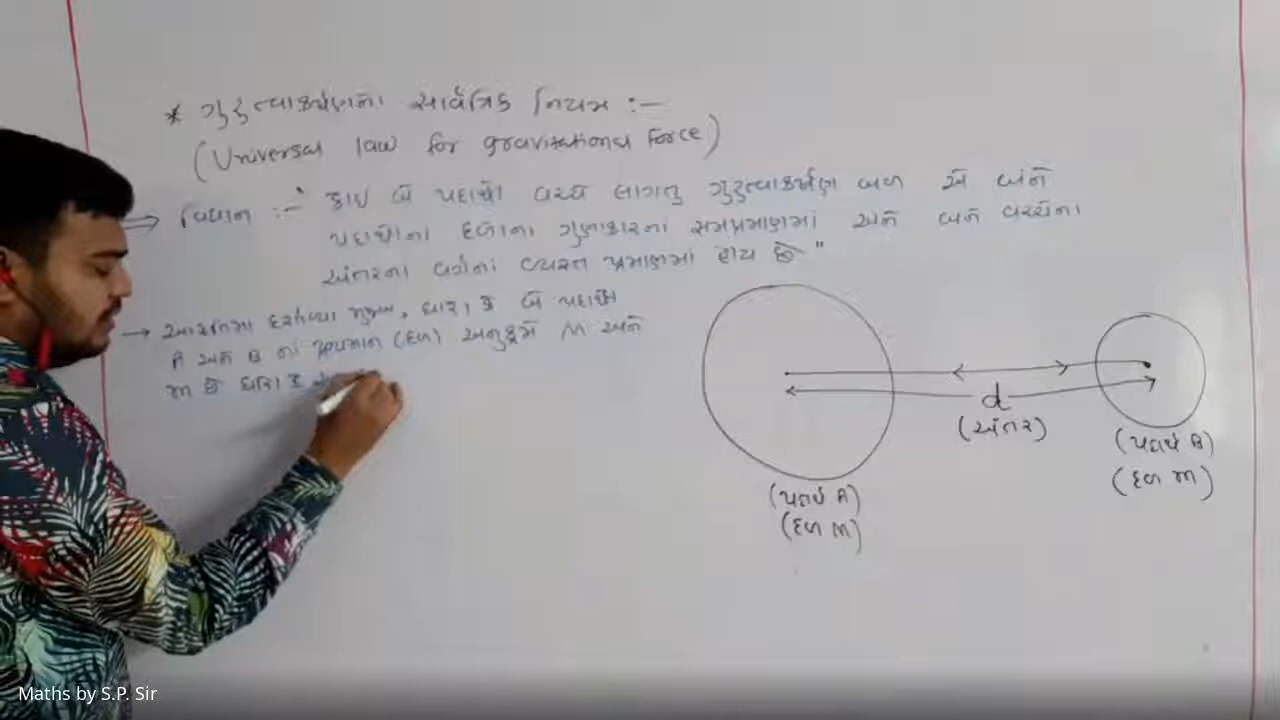 * ગુરુત્વાકર્ષણનો સાર્વત્રિક નિયમ :-
(Universal law for gravitational Force)
⇒ વિધાન :- " કોઇ બે પદાર્થો વચ્ચે લાગતુ ગુરુત્વાકર્ષણ બળ એ બંને
પદાર્થોના દળોના ગુણાકારના સમપ્રમાણમાં અને બંને વચ્ચેના
અંતરના વર્ગના વ્યસ્ત પ્રમાણમાં હોય છે "
→ આકૃતિમાં દર્શાવ્યા મુજબ, ધારો કે બે પદાર્થો
A અને B નાં દ્રવ્યમાન (દળ) અનુક્રમે M અને
m છે ધારો કે
d
(અંતર)
(પદાર્થ A)
(દળ M)
(પદાર્થ B)
(દળ m)
Maths by S.P. Sir